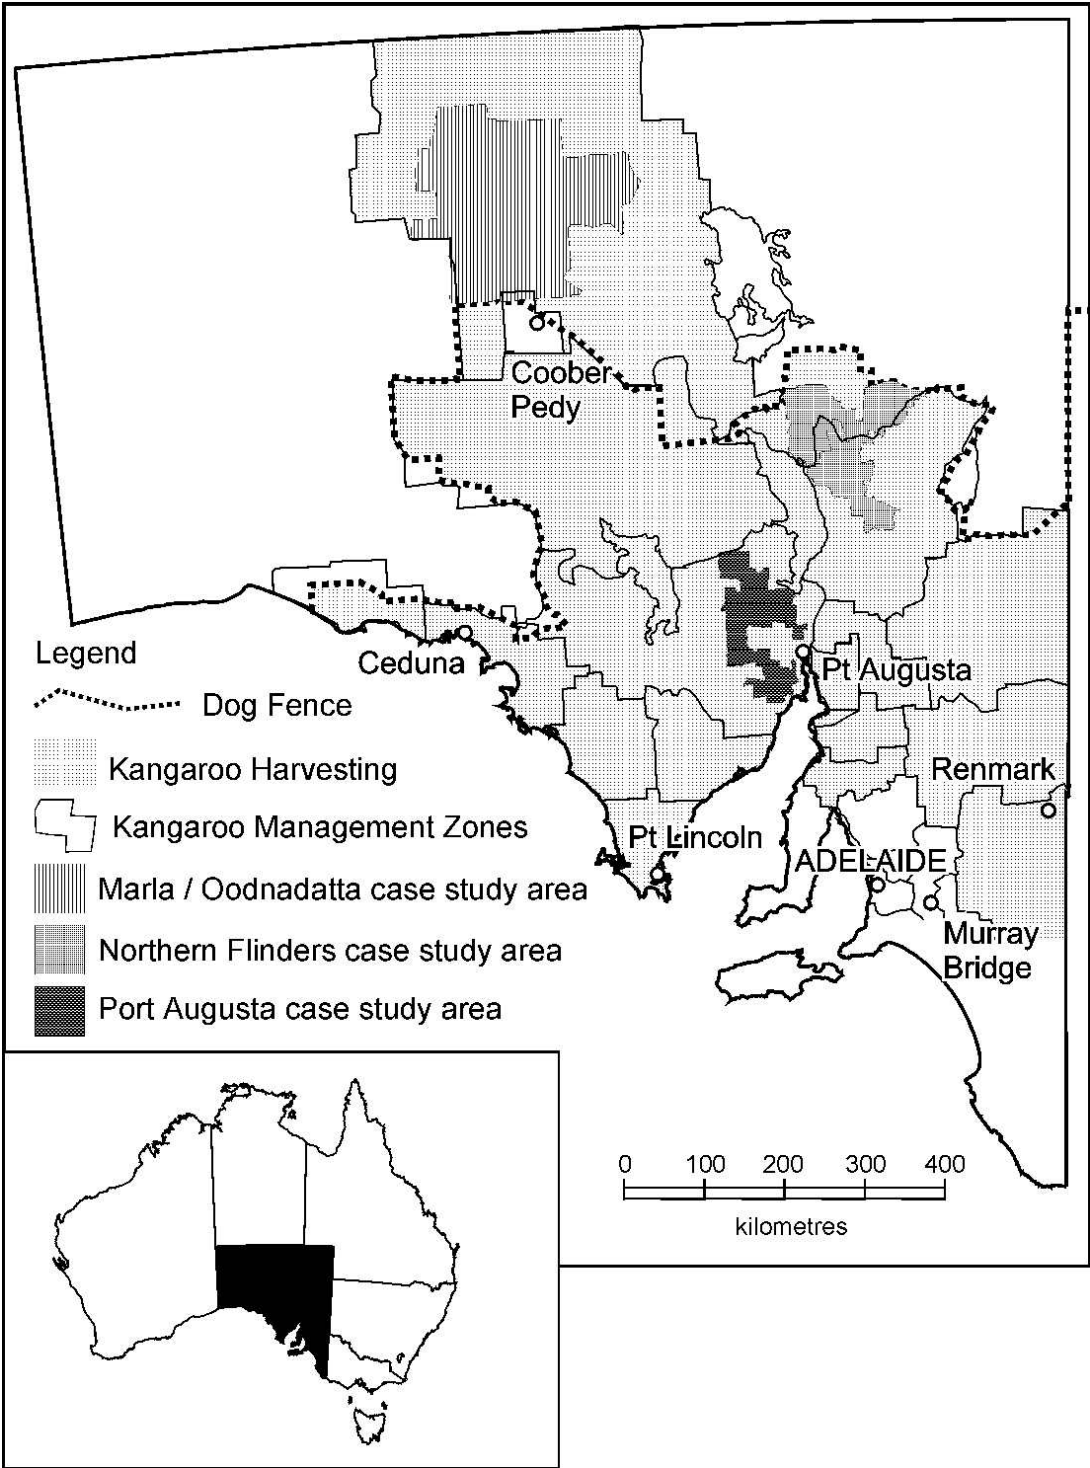 Coober
Pedy
Ceduna
Pt Augusta
Renmark
Pt Lincoln
ADELAIDE
Murray
Bridge
Legend
Dog Fence
Kangaroo Harvesting
Kangaroo Management Zones
Marla / Oodnadatta case study area
Northern Flinders case study area
Port Augusta case study area
0 100 200 300 400
kilometres